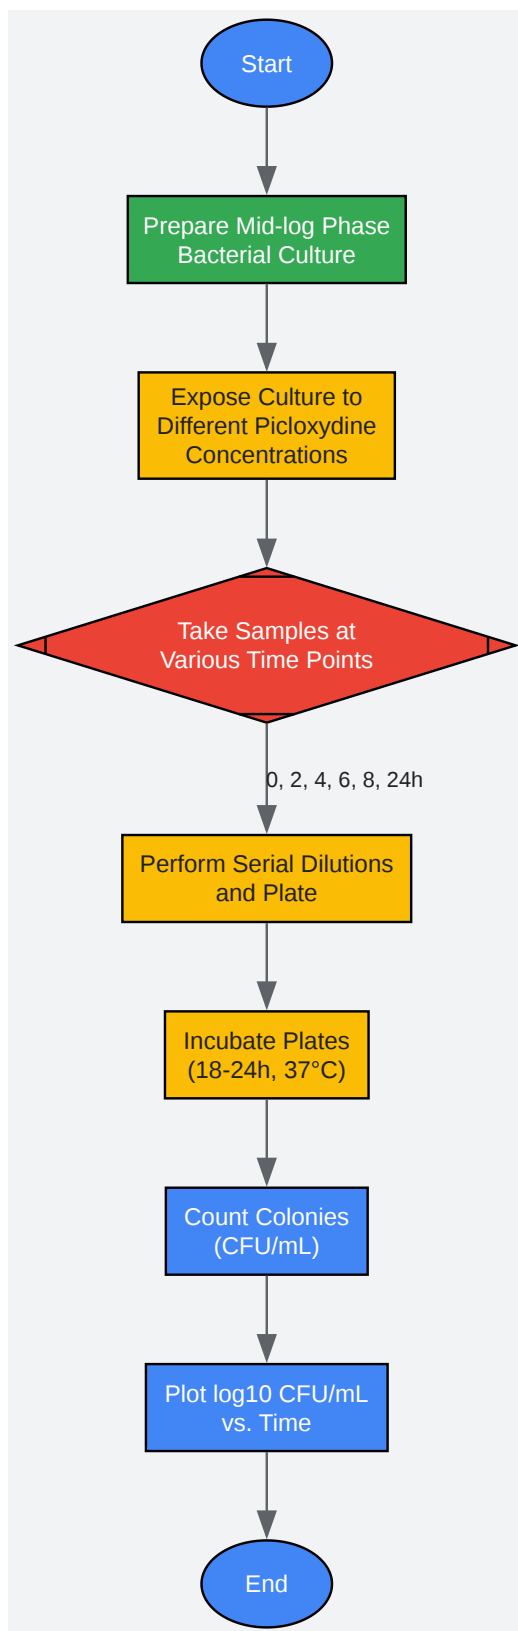 Start
Prepare Mid-log Phase
Bacterial Culture
Expose Culture to
Different Picloxydine
Concentrations
Take Samples at
Various Time Points
0, 2, 4, 6, 8, 24h
Perform Serial Dilutions
and Plate
Incubate Plates
(18-24h, 37°C)
Count Colonies
(CFU/mL)
Plot log10 CFU/mL
vs. Time
End